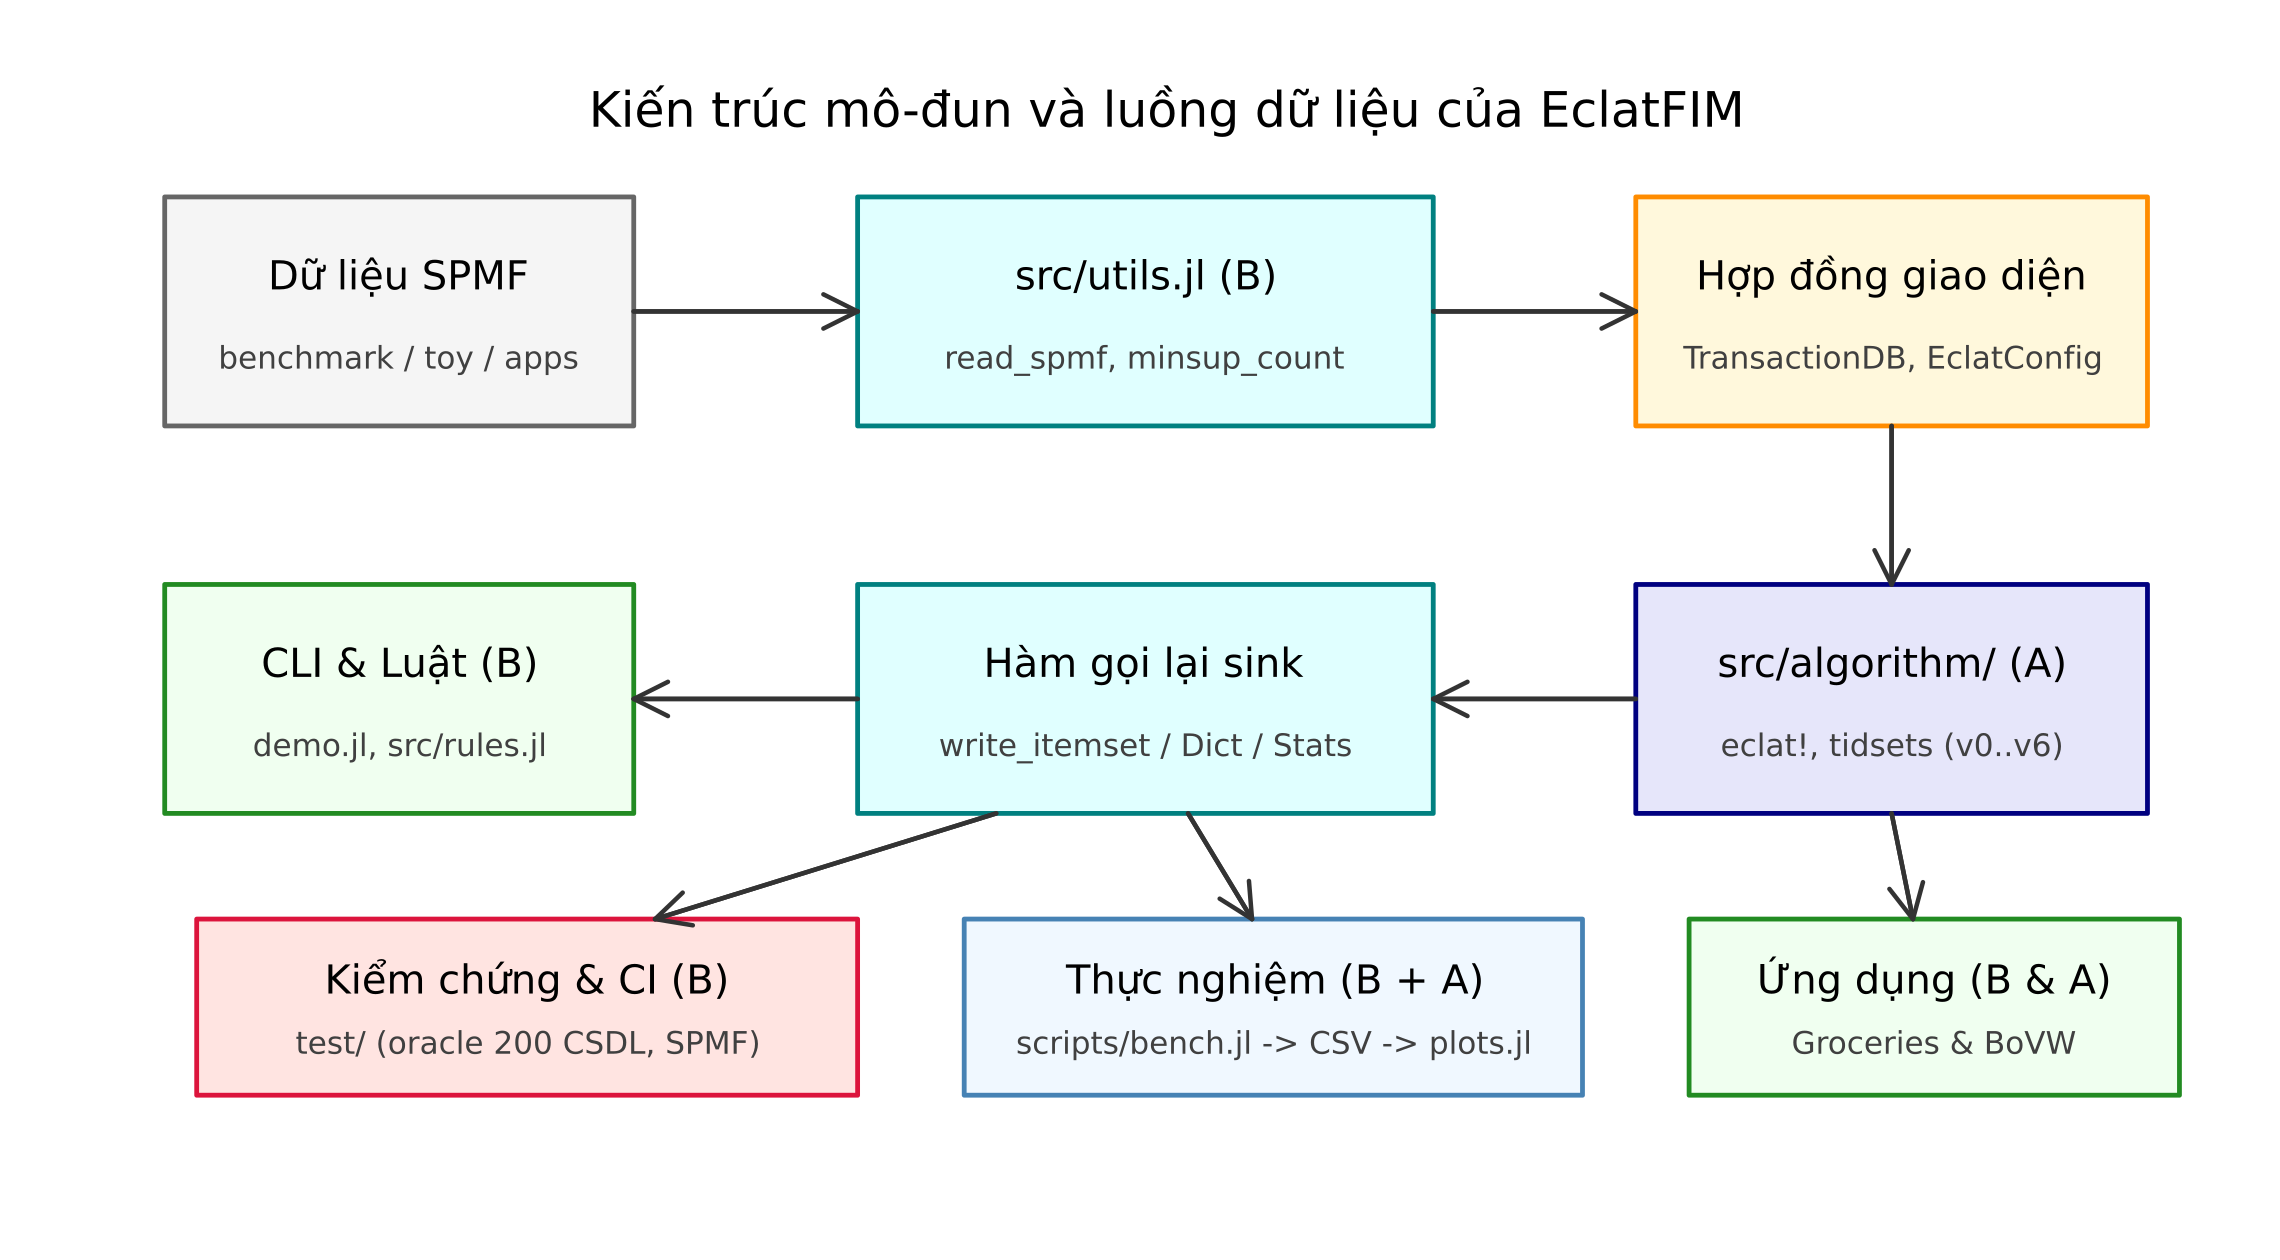 Kiến trúc mô-đun và luồng dữ liệu của EclatFIM
Dữ liệu SPMF
benchmark / toy / apps
src/utils.jl (B)
read_spmf, minsup_count
Hợp đồng giao diện
TransactionDB, EclatConfig
CLI & Luật (B)
demo.jl, src/rules.jl
Hàm gọi lại sink
write_itemset / Dict / Stats
src/algorithm/ (A)
eclat!, tidsets (v0..v6)
Kiểm chứng & CI (B)
test/ (oracle 200 CSDL, SPMF)
Thực nghiệm (B + A)
scripts/bench.jl -> CSV -> plots.jl
Ứng dụng (B & A)
Groceries & BoVW